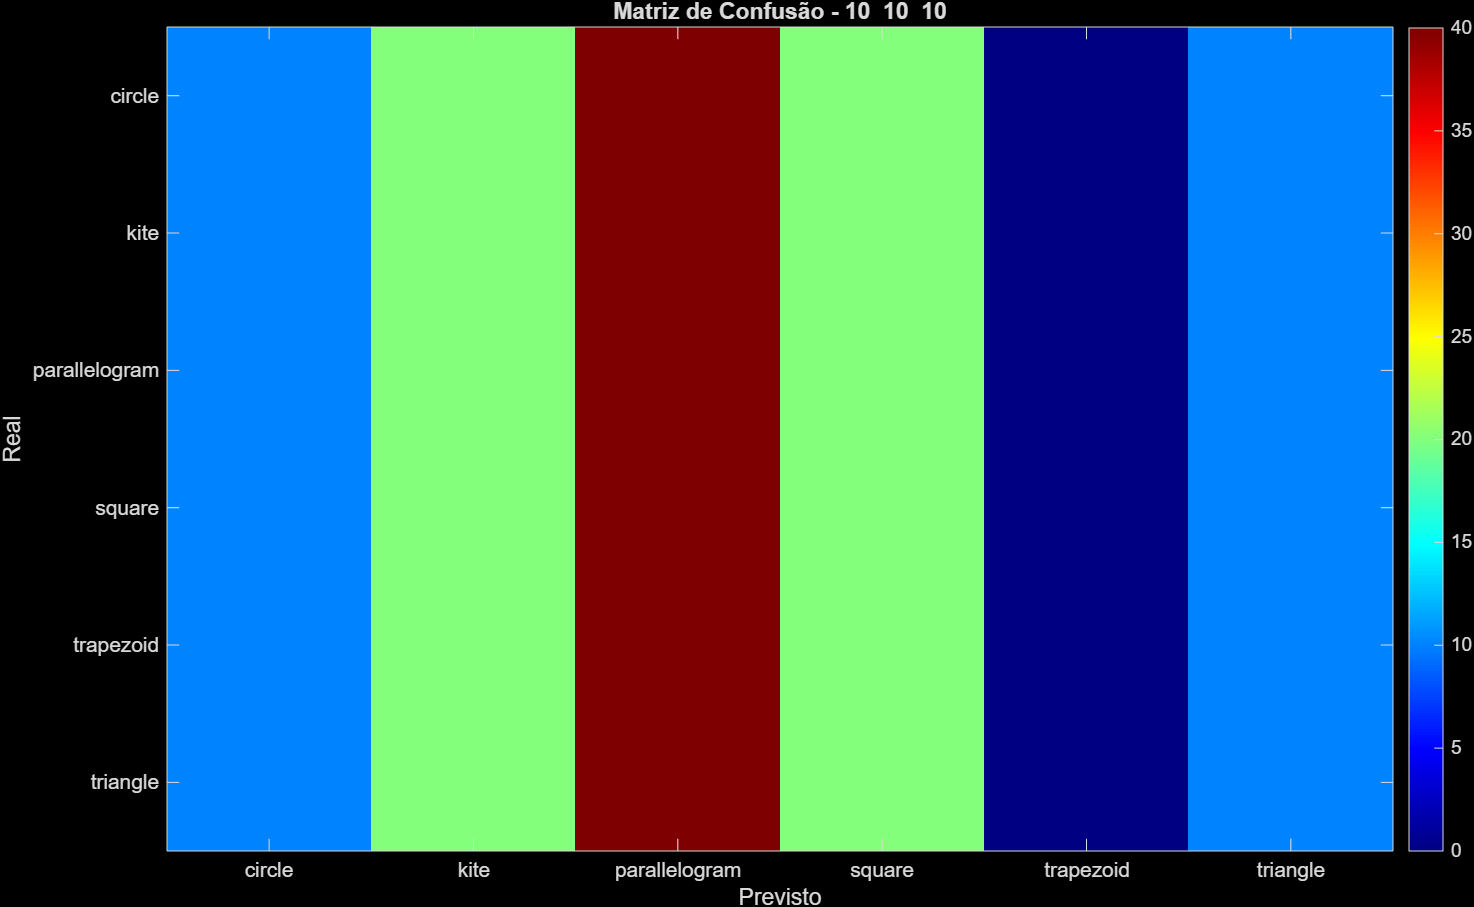 Matriz de Confusão - 10  10  10
Real
circle
kite
parallelogram
square
trapezoid
triangle
circle kite parallelogram square trapezoid triangle
Previsto
40
35
30
25
20
15
10
5
0